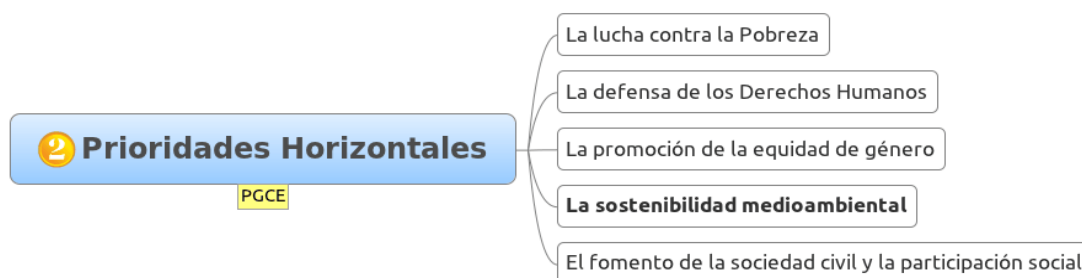 2 Prioridades Horizontales
PGCE
La lucha contra la Pobreza
La defensa de los Derechos Humanos
La promoción de la equidad de género
La sostenibilidad medioambiental
El fomento de la sociedad civil y la participación social